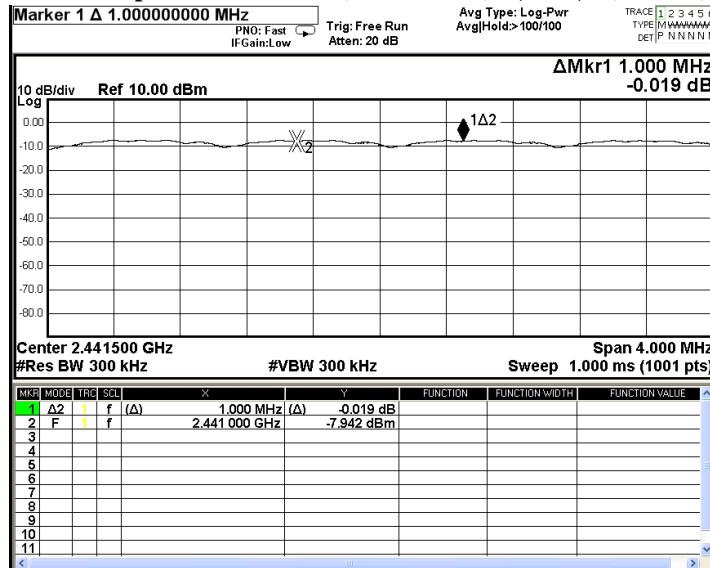 Marker 1 Δ 1.000000000 MHz
PNO: Fast
IFGain:Low
Trig: Free Run
Atten: 20 dB
Avg Type: Log-Pwr
Avg|Hold:>100/100
TRACE 1 2 3 4 5
TYPE M
DET P N N N N
ΔMkr1 1.000 MHz
-0.019 dB
10 dB/div Ref 10.00 dBm
Log
0.00
-10.0
-20.0
-30.0
-40.0
-50.0
-60.0
-70.0
-80.0
1Δ2
2
Center 2.441500 GHz
Span 4.000 MHz
#Res BW 300 kHz
#VBW 300 kHz
Sweep 1.000 ms (1001 pts)
MKR MODE TRC SCL X Y FUNCTION FUNCTION WIDTH FUNCTION VALUE
1 Δ2 1 f (Δ) 1.000 MHz (Δ) -0.019 dB
2 F 1 f 2.441 000 GHz -7.942 dBm
3
4
5
6
7
8
9
10
11